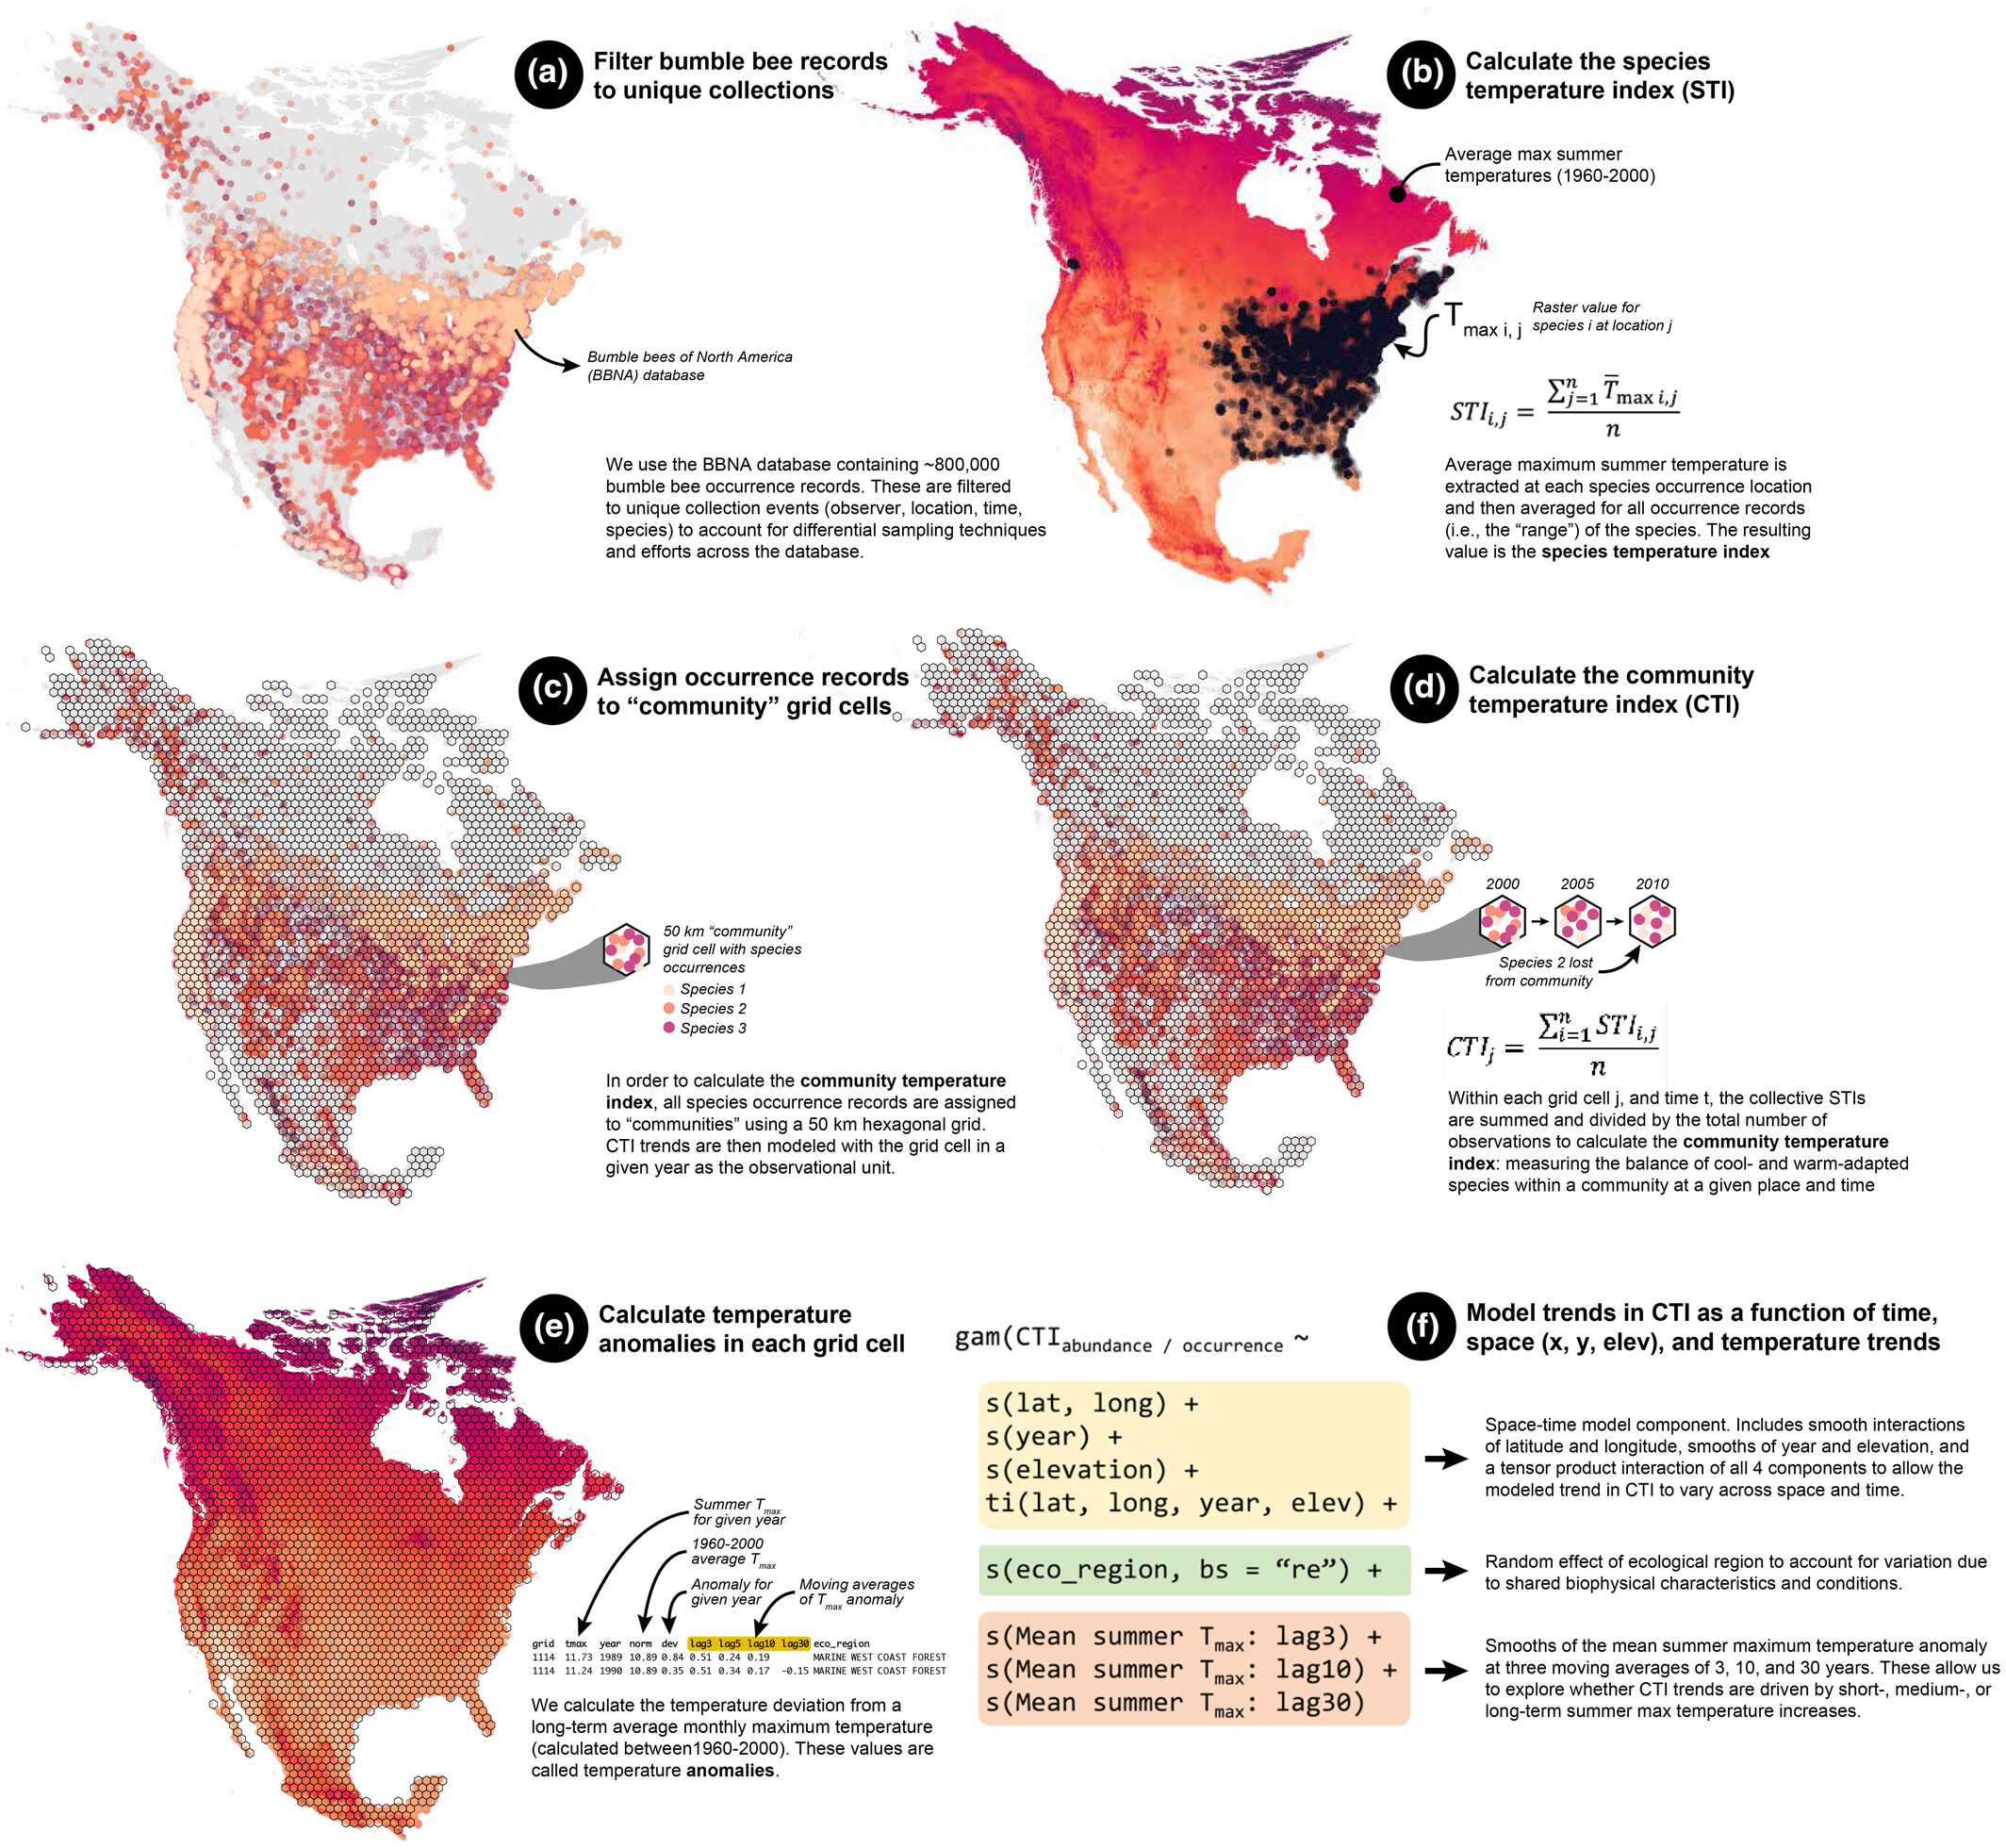 (a)
Filter bumble bee records
to unique collections
Bumble bees of North America
(BBNA) database
We use the BBNA database containing ~800,000
bumble bee occurrence records. These are filtered
to unique collection events (observer, location, time,
species) to account for differential sampling techniques
and efforts across the database.
(b)
Calculate the species
temperature index (STI)
Average max summer
temperatures (1960-2000)
T max i, j
Raster value for
species i at location j
STI_{i,j} = \frac{\sum_{j=1}^{n} \overline{T}_{max i,j}}{n}
Average maximum summer temperature is
extracted at each species occurrence location
and then averaged for all occurrence records
(i.e., the “range”) of the species. The resulting
value is the species temperature index
(c)
Assign occurrence records
to “community” grid cells
50 km “community”
grid cell with species
occurrences
Species 1
Species 2
Species 3
In order to calculate the community temperature
index, all species occurrence records are assigned
to “communities” using a 50 km hexagonal grid.
CTI trends are then modeled with the grid cell in a
given year as the observational unit.
(d)
Calculate the community
temperature index (CTI)
2000 2005 2010
Species 2 lost
from community
CTI_j = \frac{\sum_{i=1}^{n} STI_{i,j}}{n}
Within each grid cell j, and time t, the collective STIs
are summed and divided by the total number of
observations to calculate the community temperature
index: measuring the balance of cool- and warm-adapted
species within a community at a given place and time
(e)
Calculate temperature
anomalies in each grid cell
Summer Tmax
for given year
1960-2000
average Tmax
Anomaly for
given year
Moving averages
of Tmax anomaly
grid tmax year norm dev lag3 lag5 lag10 lag30 eco_region
1114 11.73 1989 10.89 0.84 0.51 0.24 0.19 MARINE WEST COAST FOREST
1114 11.24 1990 10.89 0.35 0.51 0.34 0.17 -0.15 MARINE WEST COAST FOREST
We calculate the temperature deviation from a
long-term average monthly maximum temperature
(calculated between1960-2000). These values are
called temperature anomalies.
(f)
Model trends in CTI as a function of time,
space (x, y, elev), and temperature trends
gam(CTI abundance / occurrence ~
s(lat, long) +
s(year) +
s(elevation) +
ti(lat, long, year, elev) +
Space-time model component. Includes smooth interactions
of latitude and longitude, smooths of year and elevation, and
a tensor product interaction of all 4 components to allow the
modeled trend in CTI to vary across space and time.
s(eco_region, bs = “re”) +
Random effect of ecological region to account for variation due
to shared biophysical characteristics and conditions.
s(Mean summer Tmax: lag3) +
s(Mean summer Tmax: lag10) +
s(Mean summer Tmax: lag30)
Smooths of the mean summer maximum temperature anomaly
at three moving averages of 3, 10, and 30 years. These allow us
to explore whether CTI trends are driven by short-, medium-, or
long-term summer max temperature increases.